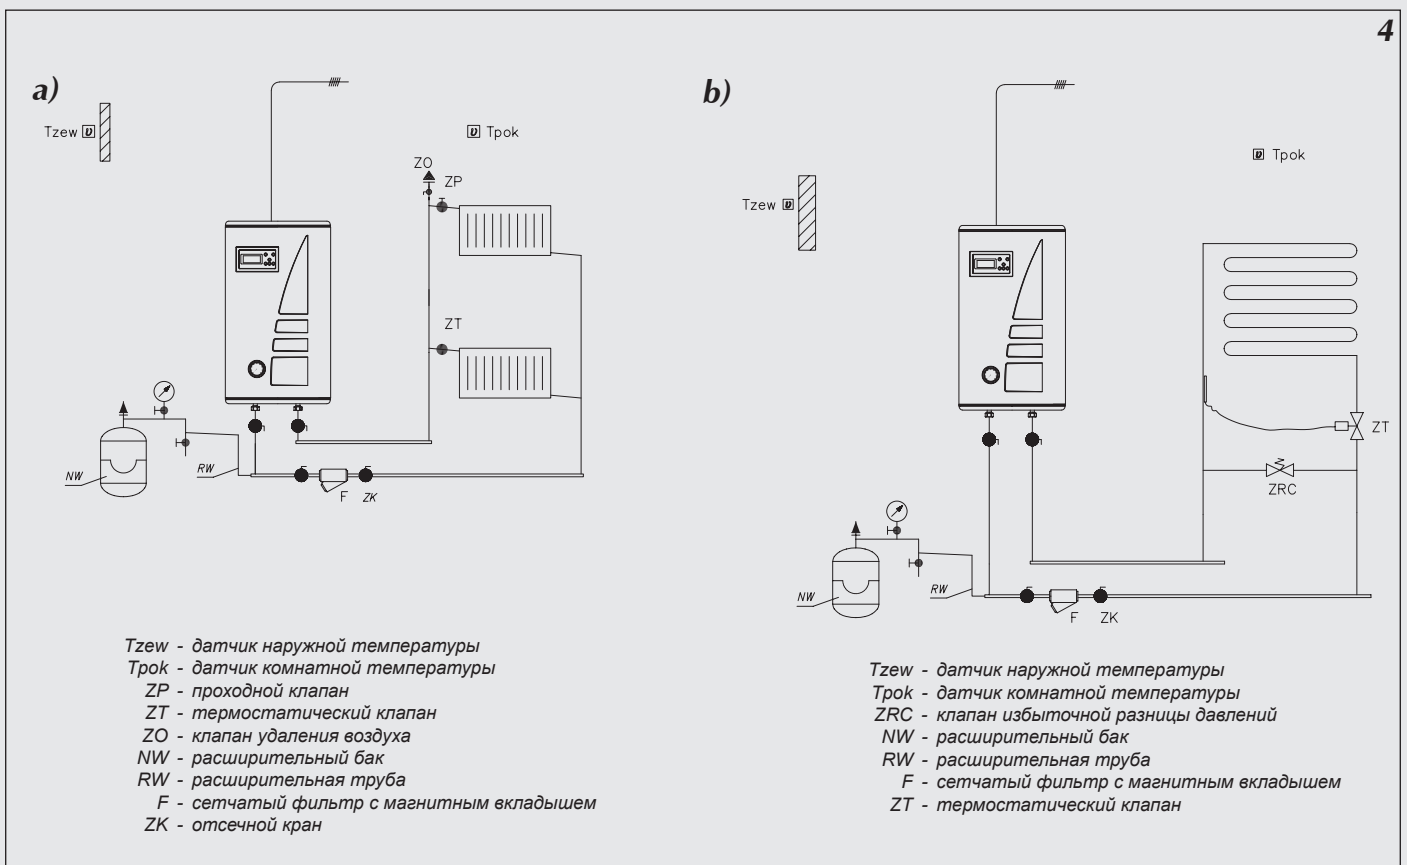 4
a)
Tzew υ
υ Tpok
ZO
ZP
ZT
NW
RW
F
ZK
Tzew - датчик наружной температуры
Tpok - датчик комнатной температуры
ZP - проходной клапан
ZT - термостатический клапан
ZO - клапан удаления воздуха
NW - расширительный бак
RW - расширительная труба
F - сетчатый фильтр с магнитным вкладышем
ZK - отсечной кран
b)
υ Tpok
Tzew υ
ZT
ZRC
NW
RW
F
ZK
Tzew - датчик наружной температуры
Tpok - датчик комнатной температуры
ZRC - клапан избыточной разницы давлений
NW - расширительный бак
RW - расширительная труба
F - сетчатый фильтр с магнитным вкладышем
ZT - термостатический клапан